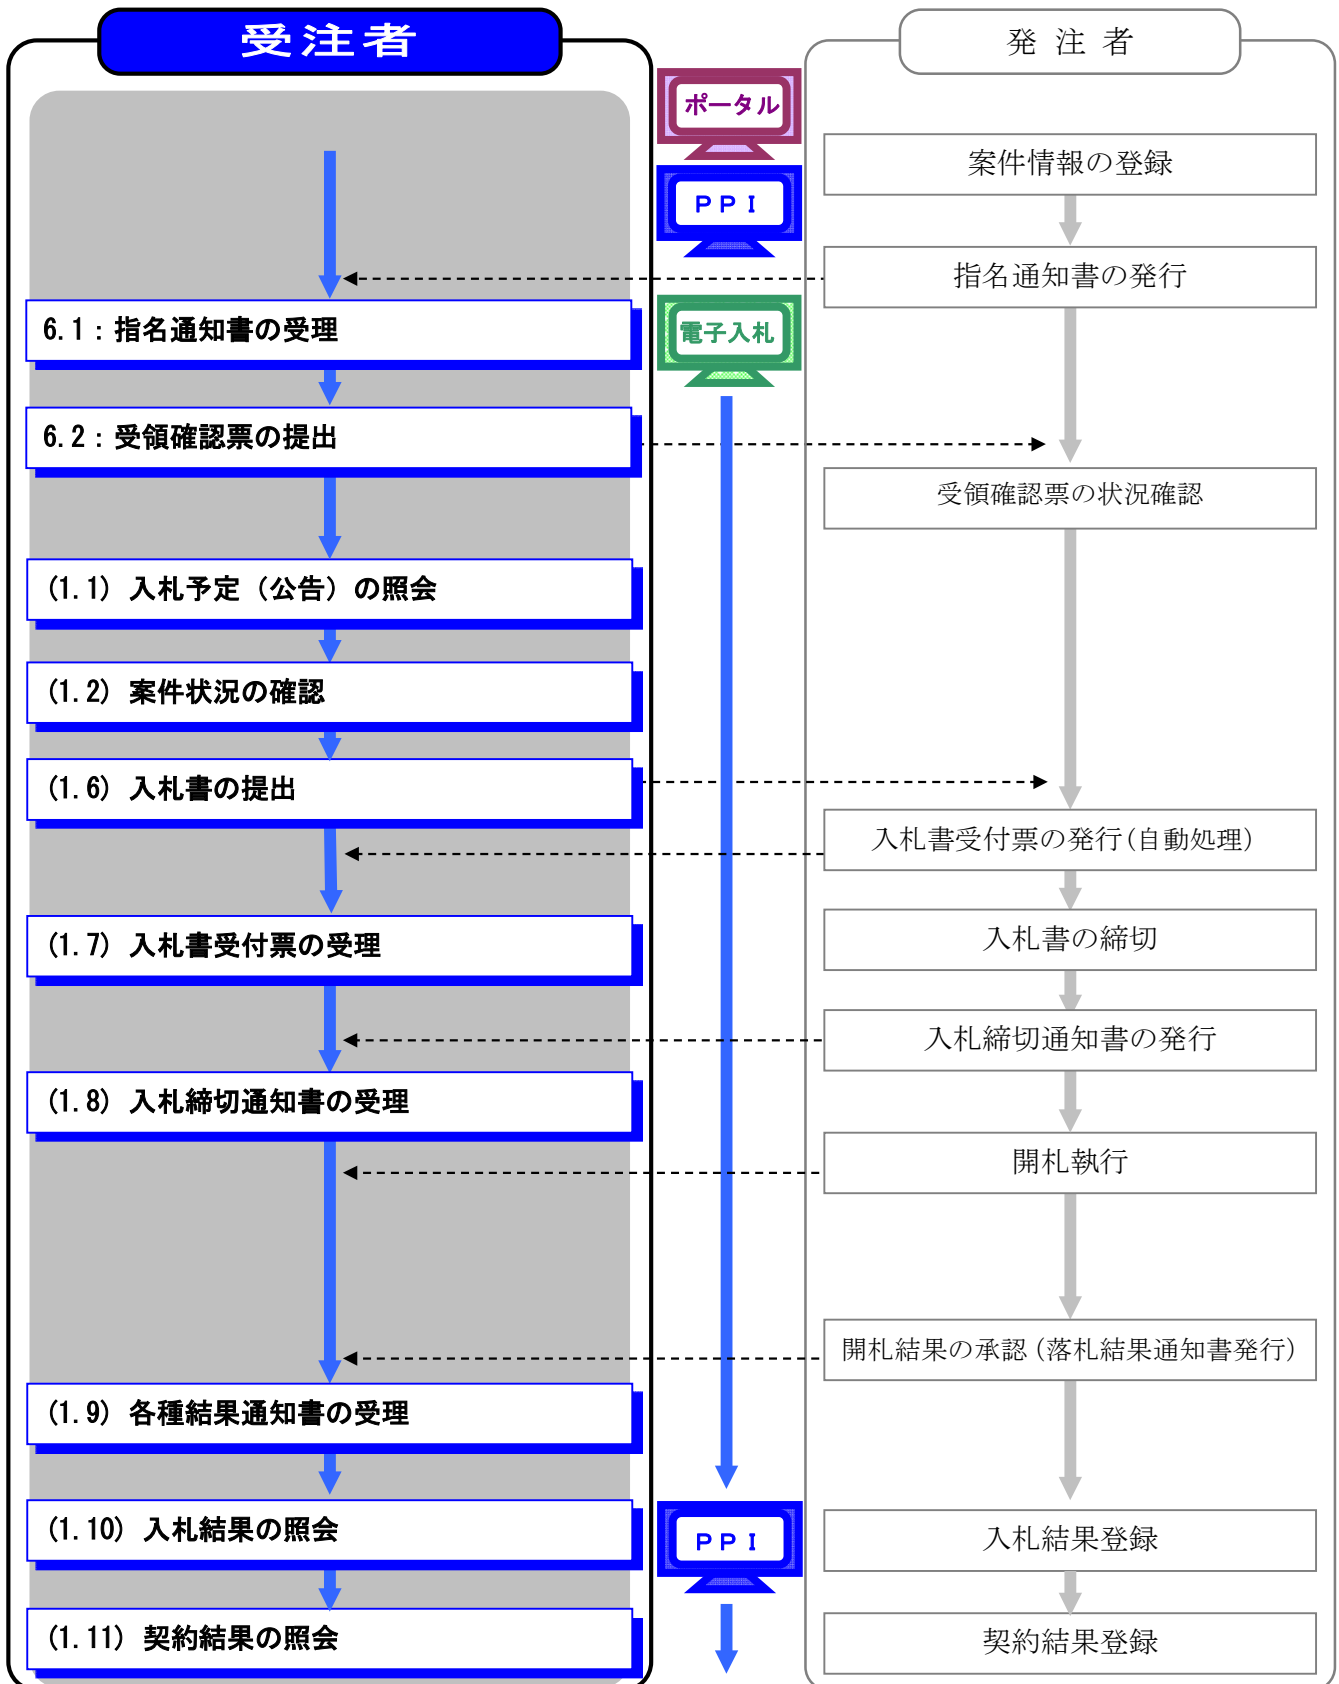 受注者
6.1：指名通知書の受理
6.2：受領確認票の提出
(1.1) 入札予定（公告）の照会
(1.2) 案件状況の確認
(1.6) 入札書の提出
(1.7) 入札書受付票の受理
(1.8) 入札締切通知書の受理
(1.9) 各種結果通知書の受理
(1.10) 入札結果の照会
(1.11) 契約結果の照会
ポータル
ＰＰＩ
電子入札
ＰＰＩ
発 注 者
案件情報の登録
指名通知書の発行
受領確認票の状況確認
入札書受付票の発行(自動処理)
入札書の締切
入札締切通知書の発行
開札執行
開札結果の承認(落札結果通知書発行)
入札結果登録
契約結果登録